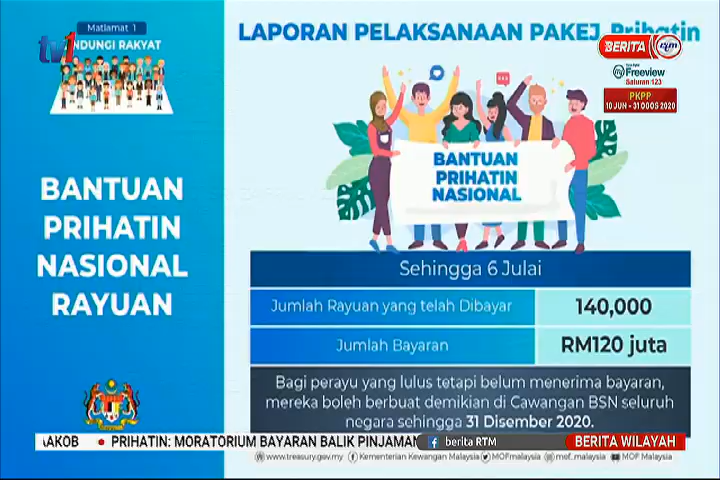 Matlamat 1
tv1
NDUNGI RAKYAT
LAPORAN PELAKSANAAN PAKEJ Prihatin
BERITA rtm
Freeview
Saluran 123
PKPP
10 JUN - 31 OGOS 2020
BANTUAN
PRIHATIN
NASIONAL
RAYUAN
BANTUAN
PRIHATIN
NASIONAL
Sehingga 6 Julai
Jumlah Rayuan yang telah Dibayar 140,000
Jumlah Bayaran RM120 juta
Bagi perayu yang lulus tetapi belum menerima bayaran,
mereka boleh berbuat demikian di Cawangan BSN seluruh
negara sehingga 31 Disember 2020.
AKOB • PRIHATIN: MORATORIUM BAYARAN BALIK PINJAMAN
berita RTM
BERITA WILAYAH
www.treasury.gov.my Kementerian Kewangan Malaysia MOFmalaysia mof_malaysia MOF Malaysia